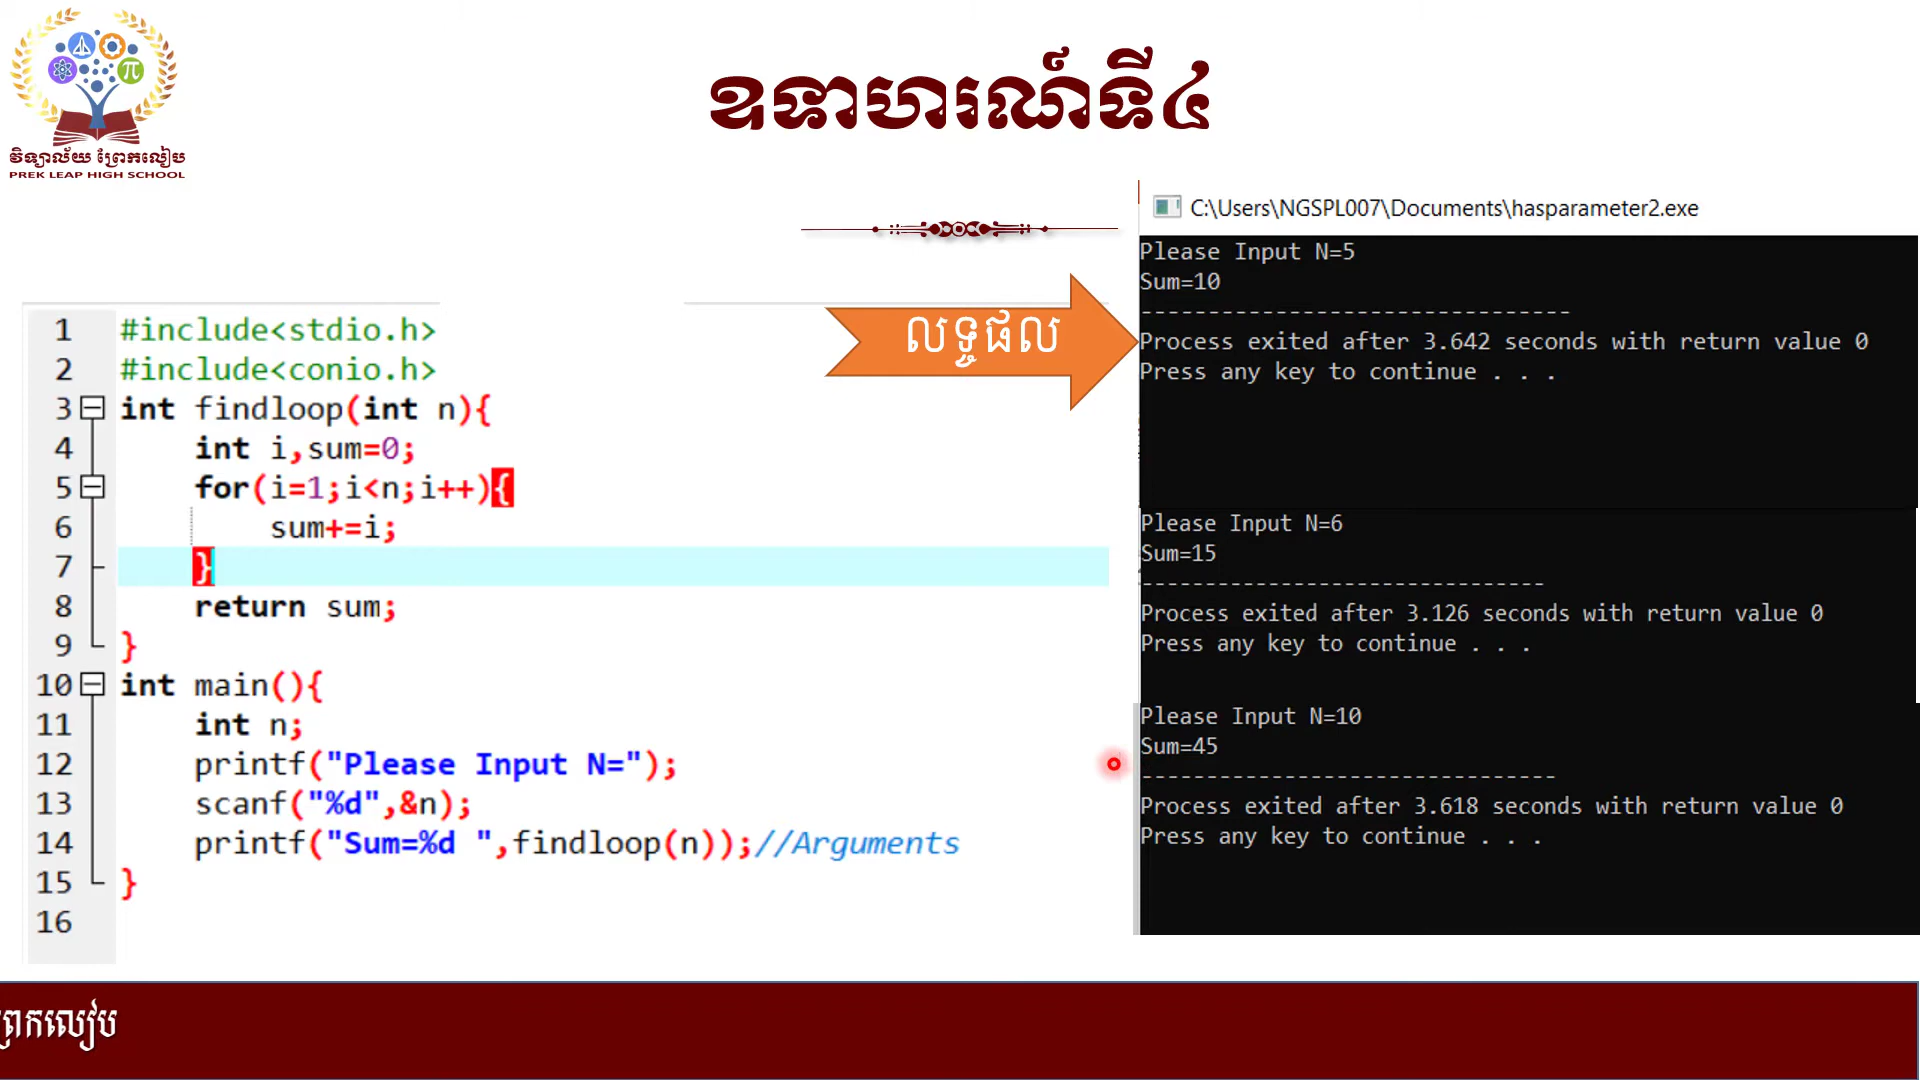 វិទ្យាល័យ ព្រែកលៀប
PREK LEAP HIGH SCHOOL
ឧទាហរណ៍ទី៤
1 #include<stdio.h>
2 #include<conio.h>
3 int findloop(int n){
4 int i,sum=0;
5 for(i=1;i<n;i++){
6 sum+=i;
7 }
8 return sum;
9 }
10 int main(){
11 int n;
12 printf("Please Input N=");
13 scanf("%d",&n);
14 printf("Sum=%d ",findloop(n));//Arguments
15 }
16
លទ្ធផល
C:\Users\NGSPL007\Documents\hasparameter2.exe
Please Input N=5
Sum=10
--------------------------------
Process exited after 3.642 seconds with return value 0
Press any key to continue . . .
Please Input N=6
Sum=15
--------------------------------
Process exited after 3.126 seconds with return value 0
Press any key to continue . . .
Please Input N=10
Sum=45
--------------------------------
Process exited after 3.618 seconds with return value 0
Press any key to continue . . .
ព្រែកលៀប